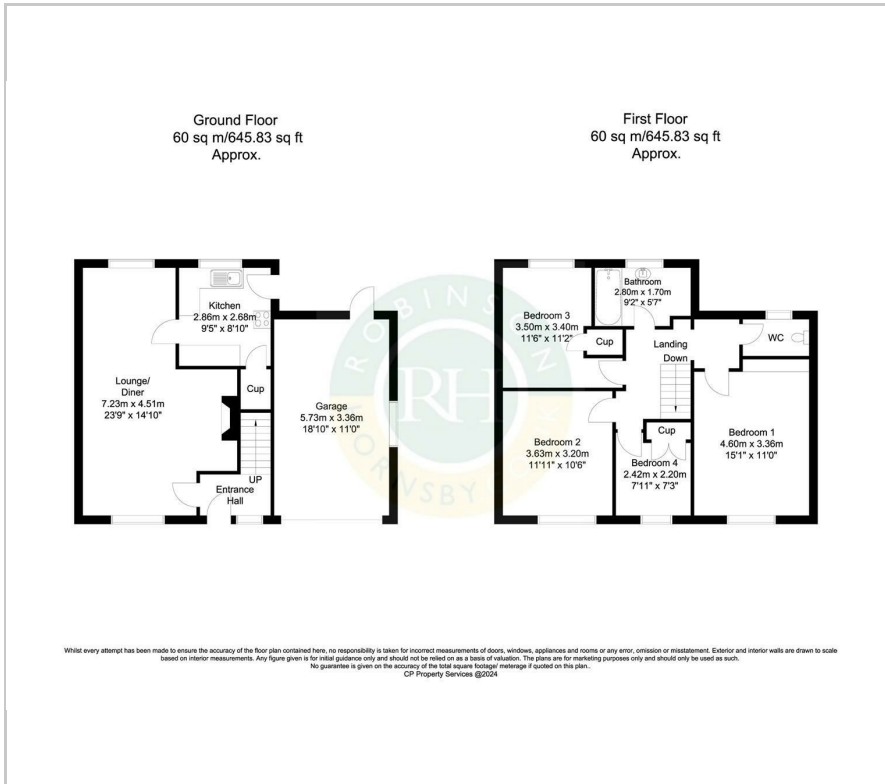 Ground Floor
60 sq m/645.83 sq ft
Approx.
First Floor
60 sq m/645.83 sq ft
Approx.
Kitchen
2.86m x 2.68m
9'5" x 8'10"
Lounge/
Diner
7.23m x 4.51m
23'9" x 14'10"
Cup
Garage
5.73m x 3.36m
18'10" x 11'0"
UP
Entrance
Hall
Bathroom
2.80m x 1.70m
9'2" x 5'7"
Bedroom 3
3.50m x 3.40m
11'6" x 11'2"
Cup
Landing
Down
WC
Bedroom 2
3.63m x 3.20m
11'11" x 10'6"
Cup
Bedroom 4
2.42m x 2.20m
7'11" x 7'3"
Bedroom 1
4.60m x 3.36m
15'1" x 11'0"
ROBINSON
RH
HORNSBY
Whilst every attempt has been made to ensure the accuracy of the floor plan contained here, no responsibility is taken for incorrect measurements of doors, windows, appliances and rooms or any error, omission or misstatement. Exterior and interior walls are drawn to scale
based on interior measurements. Any figure given is for initial guidance only and should not be relied on as a basis of valuation. The plans are for marketing purposes only and should only be used as such.
No guarantee is given on the accuracy of the total square footage/ meterage if quoted on this plan..
CP Property Services @2024